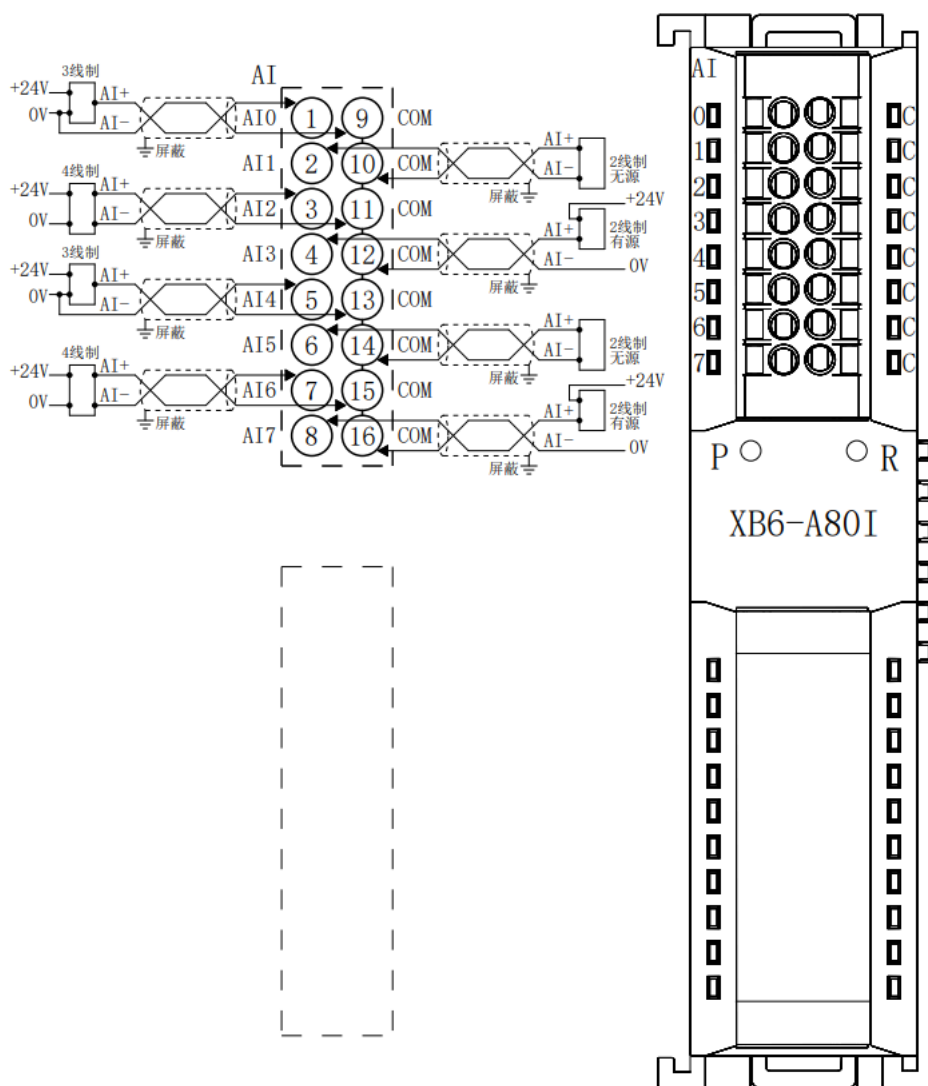 AI
3线制
+24V
0V
AI+
AI-
屏蔽
AI0
1
9
COM
AI1
2
10
COM
AI+
AI-
屏蔽
2线制
无源
4线制
+24V
0V
AI+
AI-
屏蔽
AI2
3
11
COM
AI3
4
12
COM
+24V
AI+
AI-
0V
屏蔽
2线制
有源
3线制
+24V
0V
AI+
AI-
屏蔽
AI4
5
13
COM
AI5
6
14
COM
AI+
AI-
屏蔽
2线制
无源
4线制
+24V
0V
AI+
AI-
屏蔽
AI6
7
15
COM
AI7
8
16
COM
+24V
AI+
AI-
0V
屏蔽
2线制
有源
AI
0 C
1 C
2 C
3 C
4 C
5 C
6 C
7 C
P R
XB6-A80I